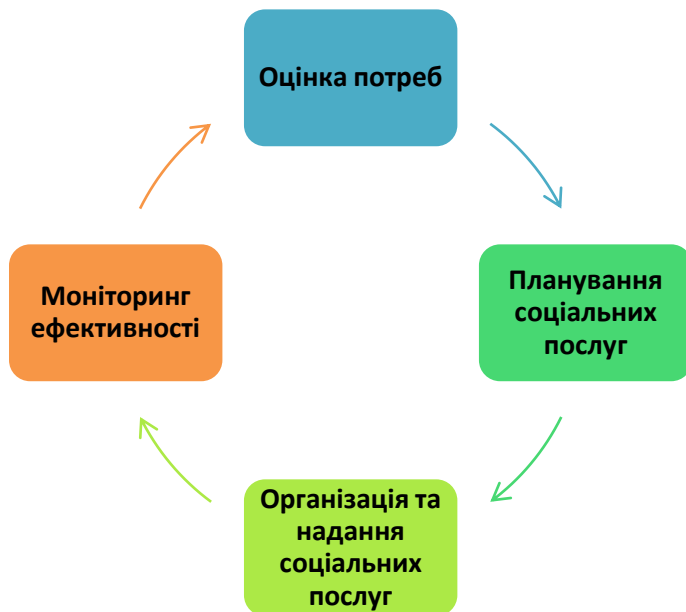 Оцінка потреб
Планування
соціальних
послуг
Організація та
надання
соціальних
послуг
Моніторинг
ефективності